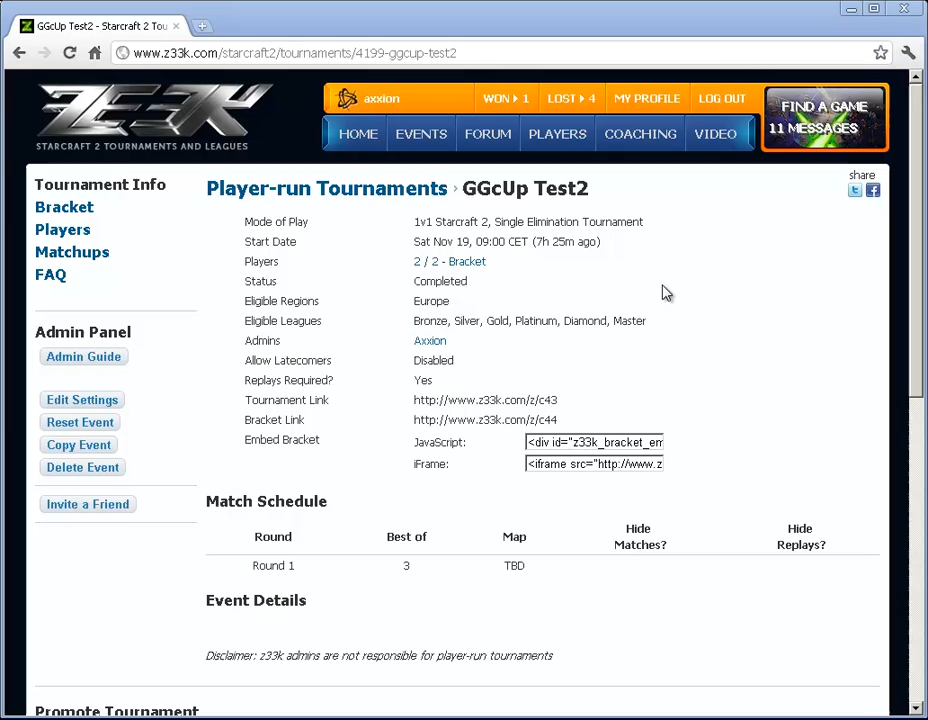 GGcUp Test2 - Starcraft 2 Tou
www.z33k.com/starcraft2/tournaments/4199-ggcup-test2
Z33K
STARCRAFT 2 TOURNAMENTS AND LEAGUES
axxion WON 1 LOST 4 MY PROFILE LOG OUT
HOME EVENTS FORUM PLAYERS COACHING VIDEO
FIND A GAME
11 MESSAGES
Tournament Info
Bracket
Players
Matchups
FAQ
Admin Panel
Admin Guide
Edit Settings
Reset Event
Copy Event
Delete Event
Invite a Friend
Player-run Tournaments › GGcUp Test2
share
Mode of Play 1v1 Starcraft 2, Single Elimination Tournament
Start Date Sat Nov 19, 09:00 CET (7h 25m ago)
Players 2 / 2 - Bracket
Status Completed
Eligible Regions Europe
Eligible Leagues Bronze, Silver, Gold, Platinum, Diamond, Master
Admins Axxion
Allow Latecomers Disabled
Replays Required? Yes
Tournament Link http://www.z33k.com/z/c43
Bracket Link http://www.z33k.com/z/c44
Embed Bracket JavaScript: <div id="z33k_bracket_em
iFrame: <iframe src="http://www.z
Match Schedule
Round Best of Map Hide Matches? Hide Replays?
Round 1 3 TBD
Event Details
Disclaimer: z33k admins are not responsible for player-run tournaments
Promote Tournament